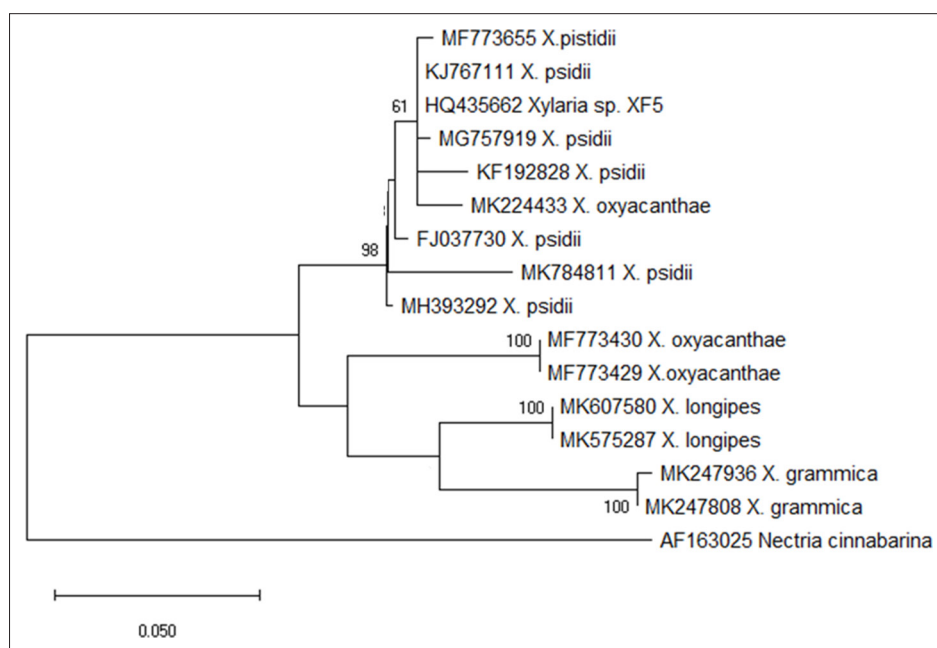 MF773655 X.pistidii
KJ767111 X. psidii
61
HQ435662 Xylaria sp. XF5
MG757919 X. psidii
KF192828 X. psidii
MK224433 X. oxyacanthae
FJ037730 X. psidii
98
MK784811 X. psidii
MH393292 X. psidii
100
MF773430 X. oxyacanthae
MF773429 X.oxyacanthae
100
MK607580 X. longipes
MK575287 X. longipes
MK247936 X. grammica
100
MK247808 X. grammica
AF163025 Nectria cinnabarina
0.050